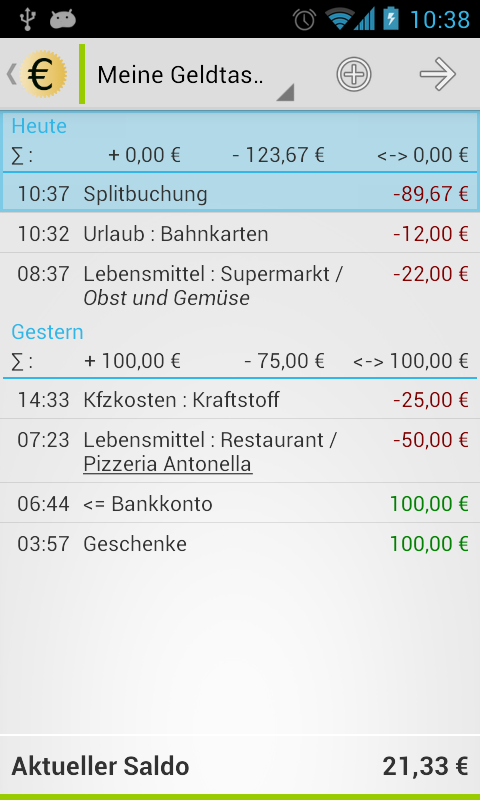 10:38
€ Meine Geldtas..
Heute
Σ : + 0,00 € - 123,67 € <-> 0,00 €
10:37 Splitbuchung -89,67 €
10:32 Urlaub : Bahnkarten -12,00 €
08:37 Lebensmittel : Supermarkt / -22,00 €
Obst und Gemüse
Gestern
Σ : + 100,00 € - 75,00 € <-> 100,00 €
14:33 Kfzkosten : Kraftstoff -25,00 €
07:23 Lebensmittel : Restaurant / -50,00 €
Pizzeria Antonella
06:44 <= Bankkonto 100,00 €
03:57 Geschenke 100,00 €
Aktueller Saldo 21,33 €